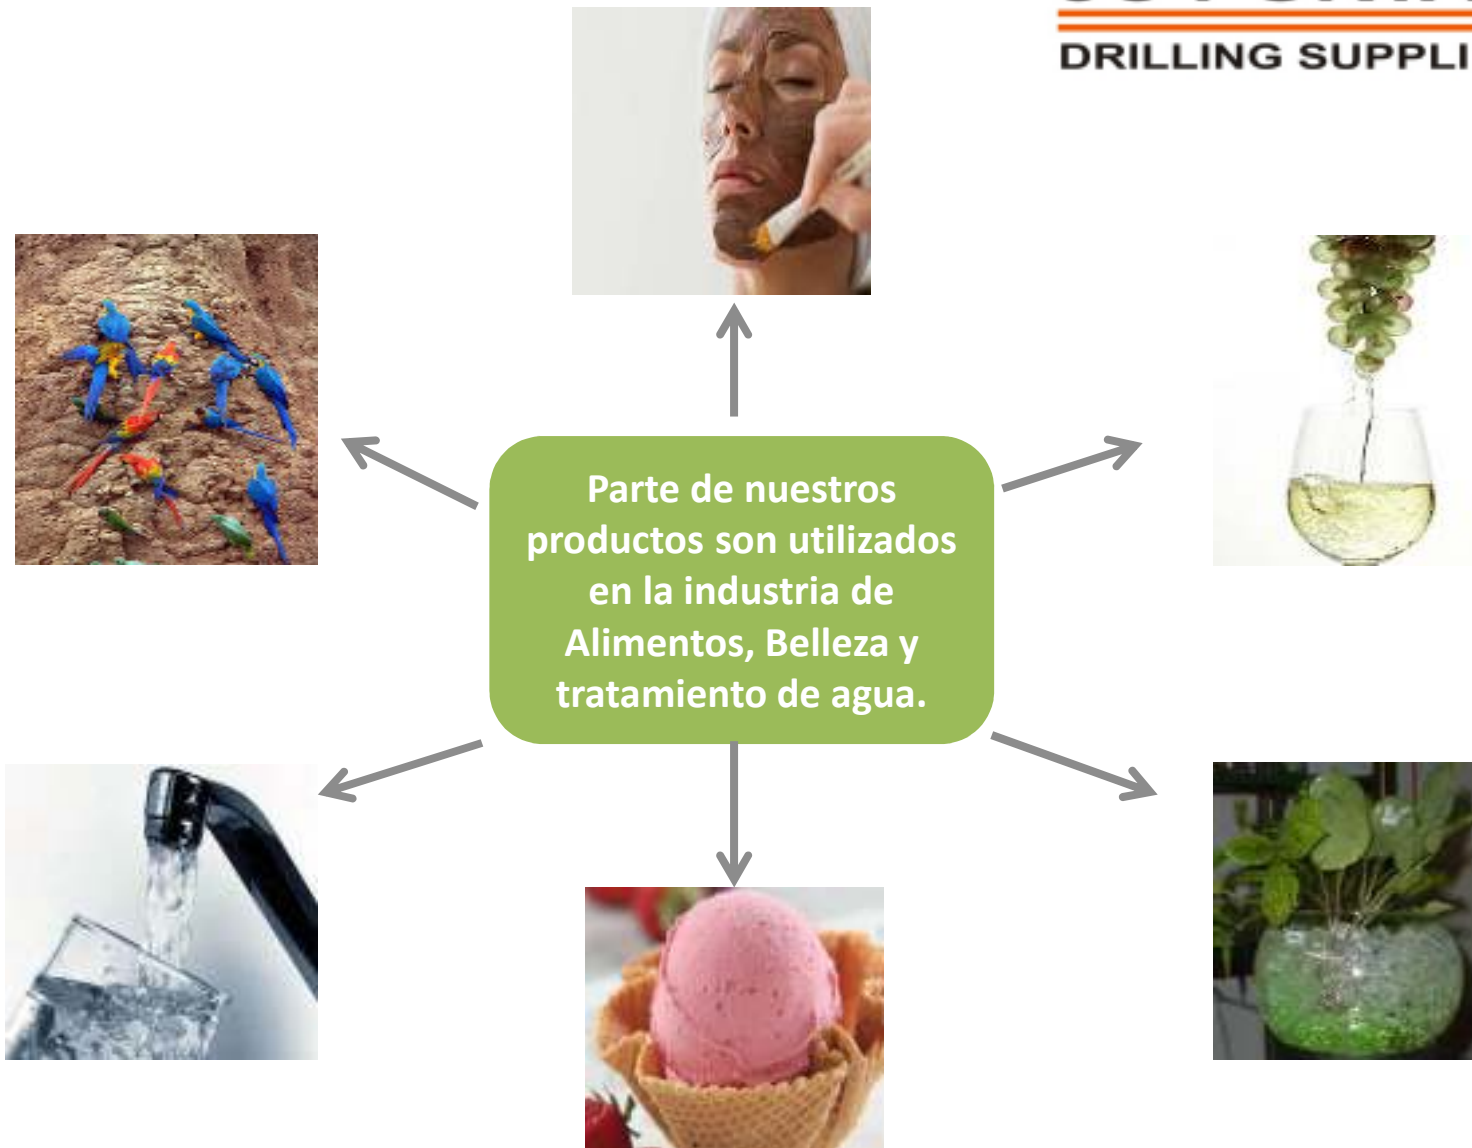 DRILLING SUPPLI
Parte de nuestros
productos son utilizados
en la industria de
Alimentos, Belleza y
tratamiento de agua.